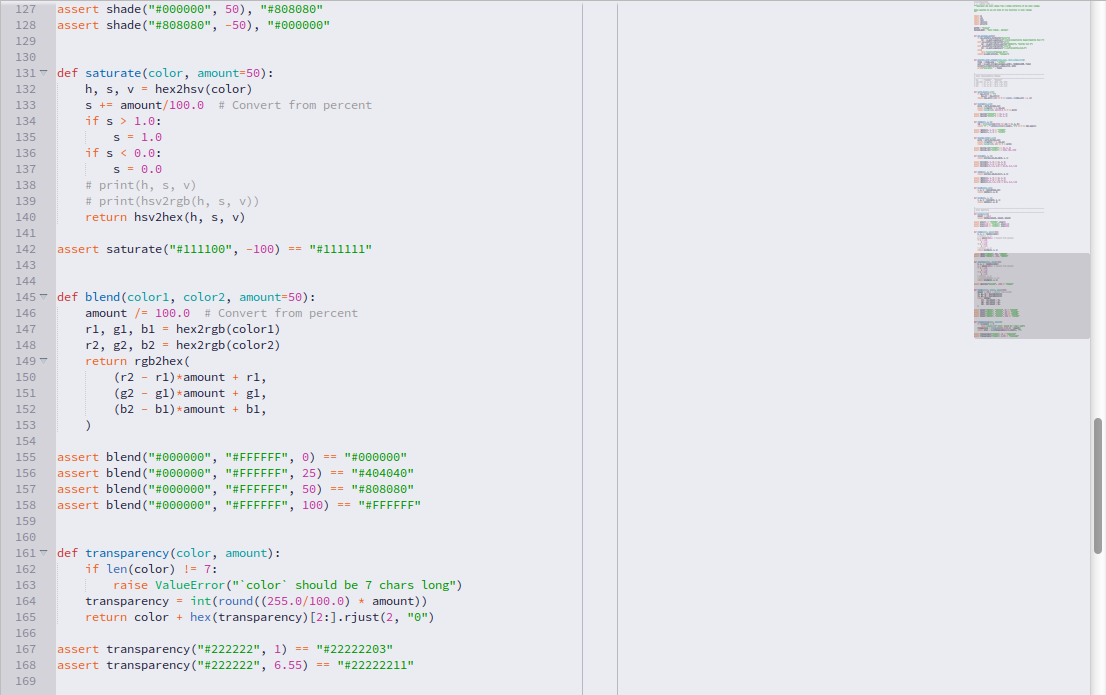 127 assert shade("#000000", 50), "#808080"
128 assert shade("#808080", -50), "#000000"
129
130
131 def saturate(color, amount=50):
132     h, s, v = hex2hsv(color)
133     s += amount/100.0  # Convert from percent
134     if s > 1.0:
135         s = 1.0
136     if s < 0.0:
137         s = 0.0
138     # print(h, s, v)
139     # print(hsv2rgb(h, s, v))
140     return hsv2hex(h, s, v)
141
142 assert saturate("#111100", -100) == "#111111"
143
144
145 def blend(color1, color2, amount=50):
146     amount /= 100.0  # Convert from percent
147     r1, g1, b1 = hex2rgb(color1)
148     r2, g2, b2 = hex2rgb(color2)
149     return rgb2hex(
150         (r2 - r1)*amount + r1,
151         (g2 - g1)*amount + g1,
152         (b2 - b1)*amount + b1,
153     )
154
155 assert blend("#000000", "#FFFFFF", 0) == "#000000"
156 assert blend("#000000", "#FFFFFF", 25) == "#404040"
157 assert blend("#000000", "#FFFFFF", 50) == "#808080"
158 assert blend("#000000", "#FFFFFF", 100) == "#FFFFFF"
159
160
161 def transparency(color, amount):
162     if len(color) != 7:
163         raise ValueError("`color` should be 7 chars long")
164     transparency = int(round((255.0/100.0) * amount))
165     return color + hex(transparency)[2:].rjust(2, "0")
166
167 assert transparency("#222222", 1) == "#22222203"
168 assert transparency("#222222", 6.55) == "#22222211"
169